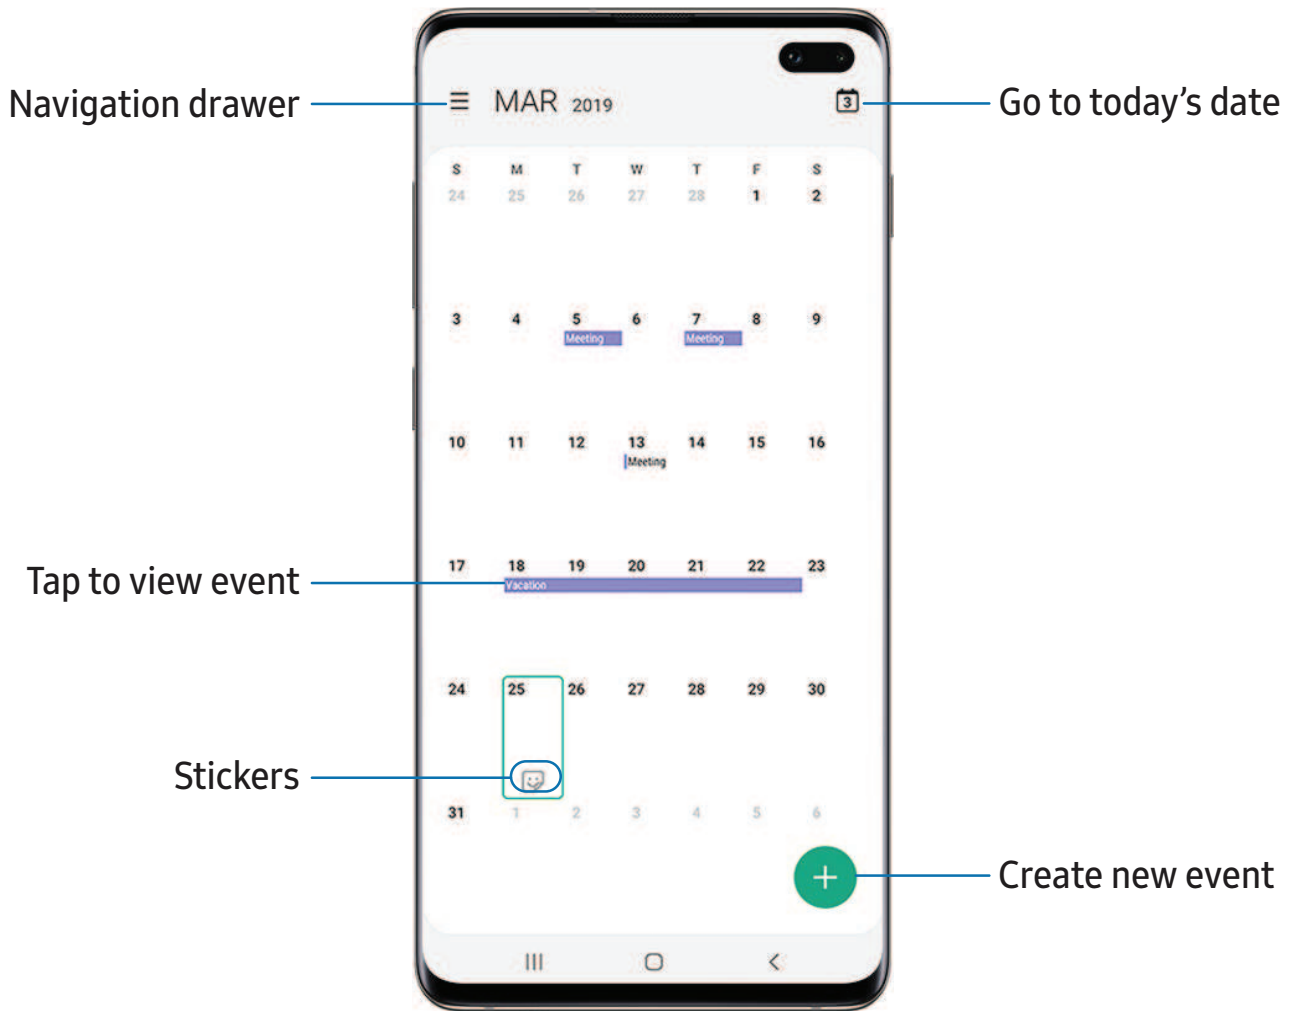 Navigation drawer
MAR 2019
3
Go to today's date
S M T W T F S
24 25 26 27 28 1 2
3 4 5 6 7 8 9
Meeting Meeting
10 11 12 13 14 15 16
Meeting
17 18 19 20 21 22 23
Tap to view event
Vacation
24 25 26 27 28 29 30
Stickers
31 1 2 3 4 5 6
Create new event